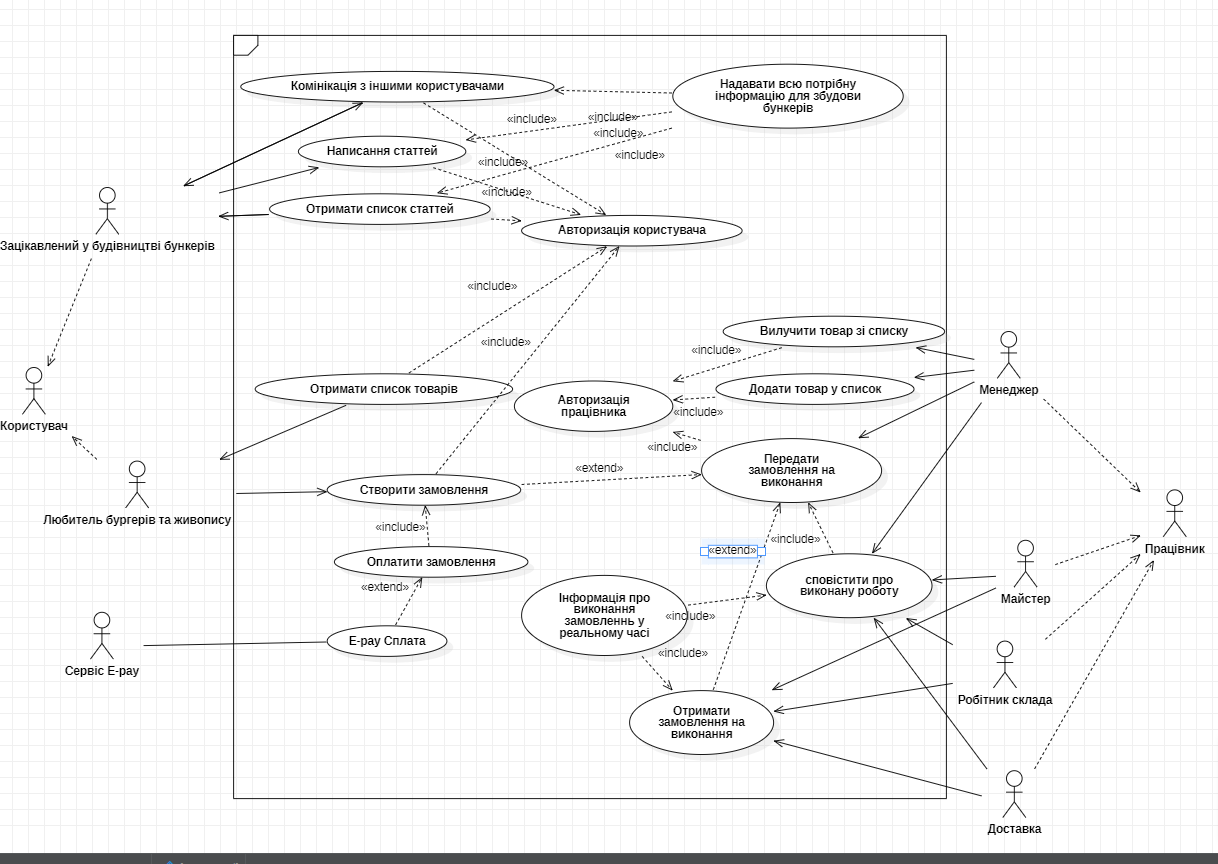 Комінікація з іншими користувачами
Надавати всю потрібну
інформацію для збудови
бункерів
«include»
«include»
«include»
Написання статтей
«include»
«include»
«include»
Отримати список статтей
Авторизація користувача
Зацікавлений у будівництві бункерів
«include»
Вилучити товар зі списку
«include»
«include»
Менеджер
Отримати список товарів
Додати товар у список
Авторизація
працівника
«include»
Користувач
«include»
Передати
замовлення на
виконання
«extend»
Створити замовлення
Любитель бургерів та живопису
«include»
«include»
Працівник
«extend»
Оплатити замовлення
«extend»
сповістити про
виконану роботу
Майстер
Інформація про
виконання
замовленнь у
реальному часі
«include»
E-pay Сплата
«include»
Сервіс E-pay
Робітник склада
Отримати
замовлення на
виконання
Доставка